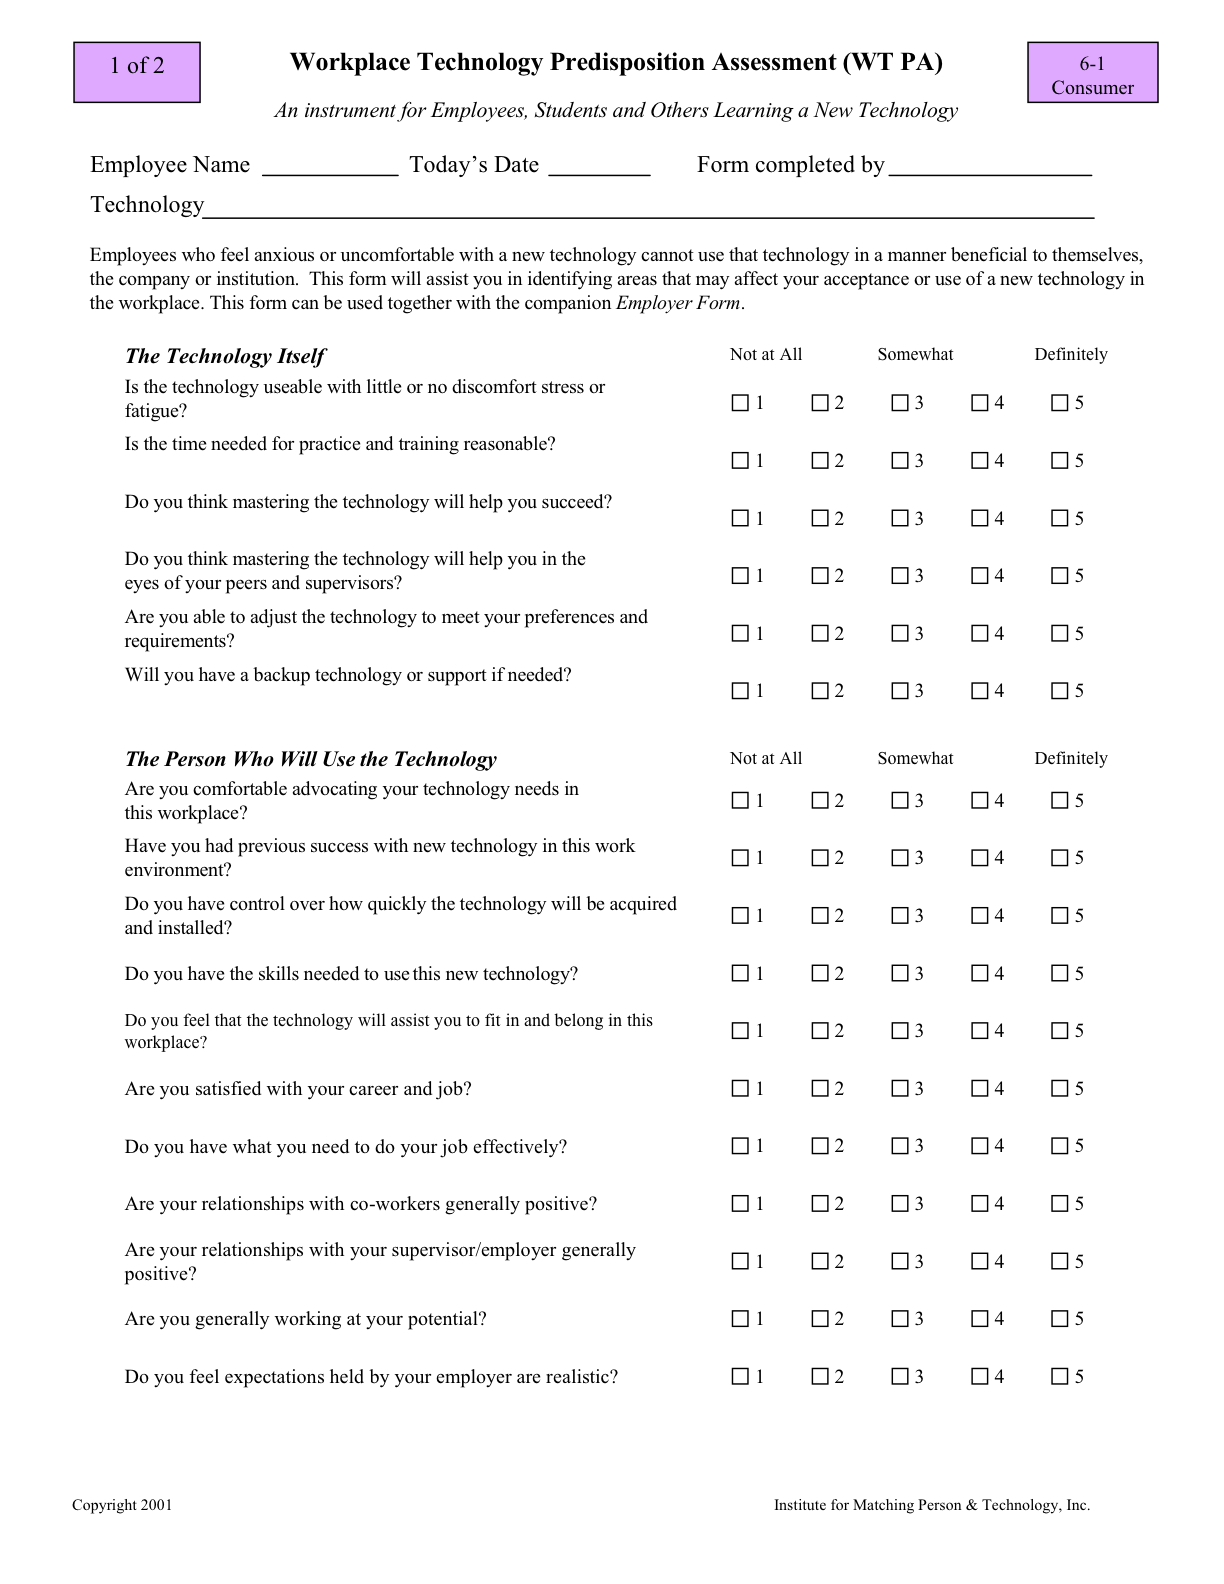 1 of 2
Workplace Technology Predisposition Assessment (WT PA)
6-1
Consumer
An instrument for Employees, Students and Others Learning a New Technology
Employee Name ____________ Today’s Date _________ Form completed by__________________
Technology________________________________________________________________________________
Employees who feel anxious or uncomfortable with a new technology cannot use that technology in a manner beneficial to themselves,
the company or institution. This form will assist you in identifying areas that may affect your acceptance or use of a new technology in
the workplace. This form can be used together with the companion Employer Form.
The Technology Itself Not at All Somewhat Definitely
Is the technology useable with little or no discomfort stress or
fatigue?
☐ 1 ☐ 2 ☐ 3 ☐ 4 ☐ 5
Is the time needed for practice and training reasonable?
☐ 1 ☐ 2 ☐ 3 ☐ 4 ☐ 5
Do you think mastering the technology will help you succeed?
☐ 1 ☐ 2 ☐ 3 ☐ 4 ☐ 5
Do you think mastering the technology will help you in the
eyes of your peers and supervisors?
☐ 1 ☐ 2 ☐ 3 ☐ 4 ☐ 5
Are you able to adjust the technology to meet your preferences and
requirements?
☐ 1 ☐ 2 ☐ 3 ☐ 4 ☐ 5
Will you have a backup technology or support if needed?
☐ 1 ☐ 2 ☐ 3 ☐ 4 ☐ 5
The Person Who Will Use the Technology Not at All Somewhat Definitely
Are you comfortable advocating your technology needs in
this workplace?
☐ 1 ☐ 2 ☐ 3 ☐ 4 ☐ 5
Have you had previous success with new technology in this work
environment?
☐ 1 ☐ 2 ☐ 3 ☐ 4 ☐ 5
Do you have control over how quickly the technology will be acquired
and installed?
☐ 1 ☐ 2 ☐ 3 ☐ 4 ☐ 5
Do you have the skills needed to use this new technology? ☐ 1 ☐ 2 ☐ 3 ☐ 4 ☐ 5
Do you feel that the technology will assist you to fit in and belong in this
workplace?
☐ 1 ☐ 2 ☐ 3 ☐ 4 ☐ 5
Are you satisfied with your career and job? ☐ 1 ☐ 2 ☐ 3 ☐ 4 ☐ 5
Do you have what you need to do your job effectively? ☐ 1 ☐ 2 ☐ 3 ☐ 4 ☐ 5
Are your relationships with co-workers generally positive? ☐ 1 ☐ 2 ☐ 3 ☐ 4 ☐ 5
Are your relationships with your supervisor/employer generally
positive?
☐ 1 ☐ 2 ☐ 3 ☐ 4 ☐ 5
Are you generally working at your potential? ☐ 1 ☐ 2 ☐ 3 ☐ 4 ☐ 5
Do you feel expectations held by your employer are realistic? ☐ 1 ☐ 2 ☐ 3 ☐ 4 ☐ 5
Copyright 2001 Institute for Matching Person & Technology, Inc.